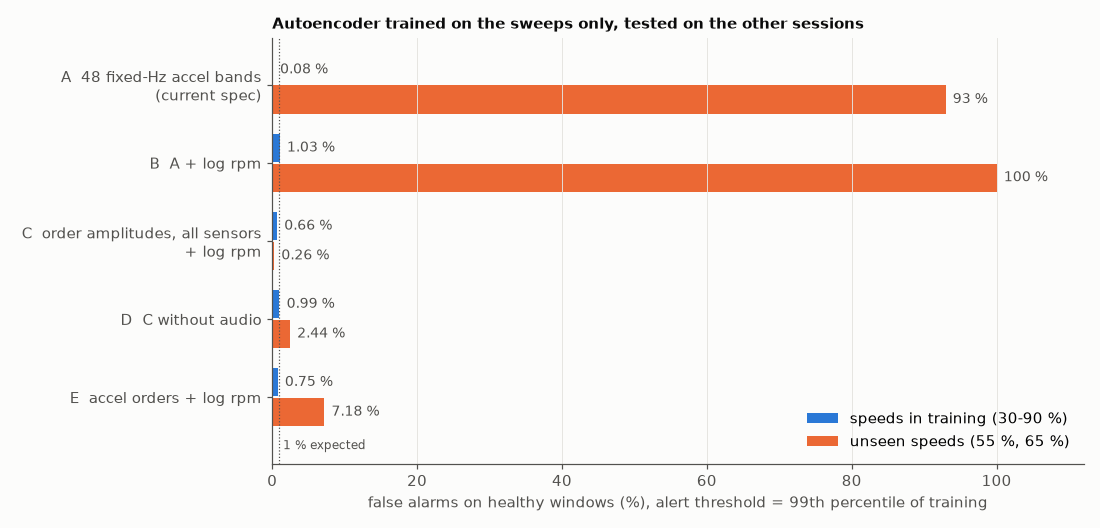 Autoencoder trained on the sweeps only, tested on the other sessions
A  48 fixed-Hz accel bands
(current spec)
0.08 %
93 %
B  A + log rpm
1.03 %
100 %
C  order amplitudes, all sensors
+ log rpm
0.66 %
0.26 %
D  C without audio
0.99 %
2.44 %
E  accel orders + log rpm
0.75 %
7.18 %
1 % expected
speeds in training (30-90 %)
unseen speeds (55 %, 65 %)
0 20 40 60 80 100
false alarms on healthy windows (%), alert threshold = 99th percentile of training